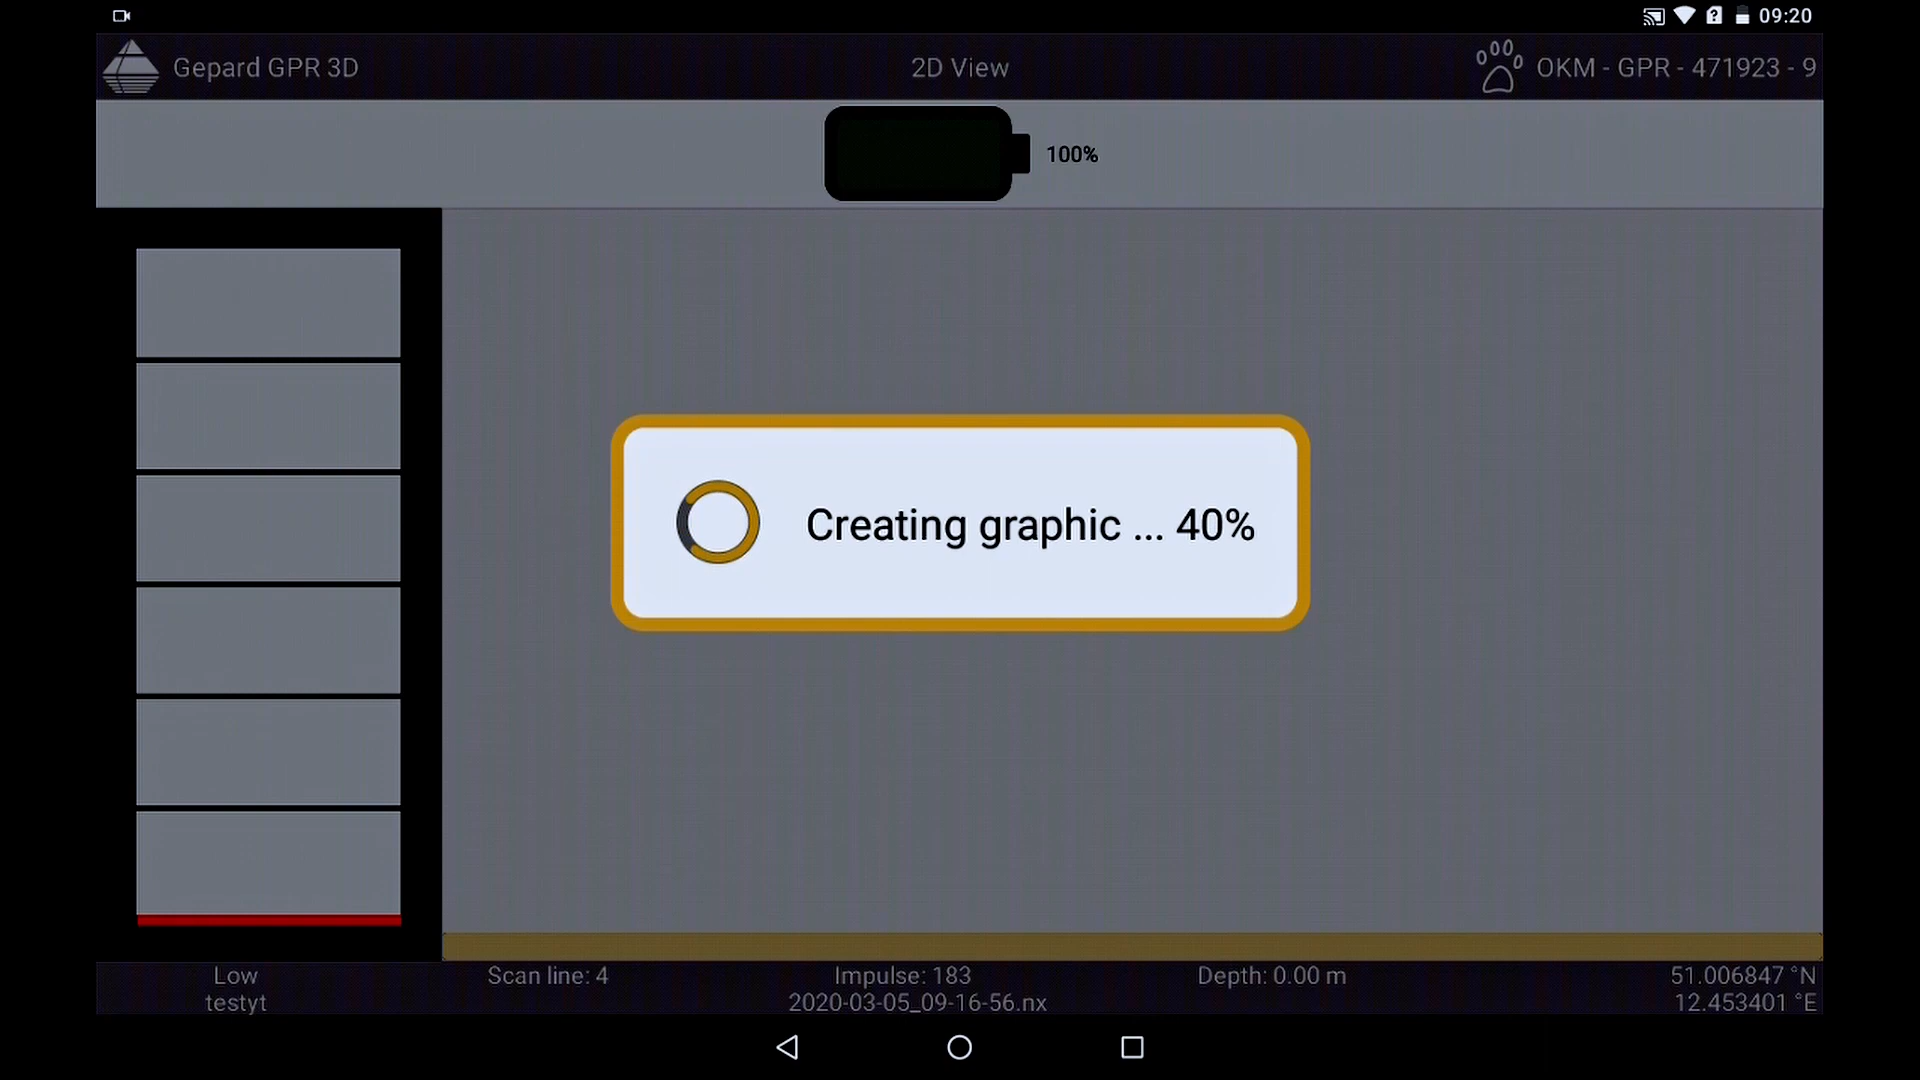 09:20
Gepard GPR 3D
2D View
OKM - GPR - 471923 - 9
100%
Creating graphic ... 40%
Low
testyt
Scan line: 4
Impulse: 183
2020-03-05_09-16-56.nx
Depth: 0.00 m
51.006847 °N
12.453401 °E